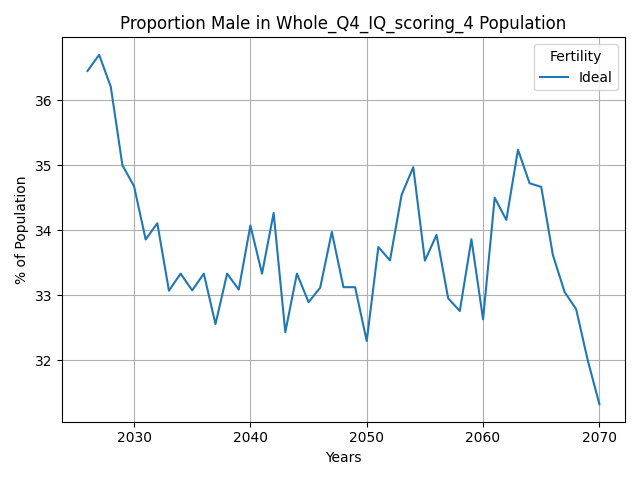 Proportion Male in Whole_Q4_IQ_scoring_4 Population
Fertility
Ideal
36
35
34
33
32
% of Population
2030 2040 2050 2060 2070
Years